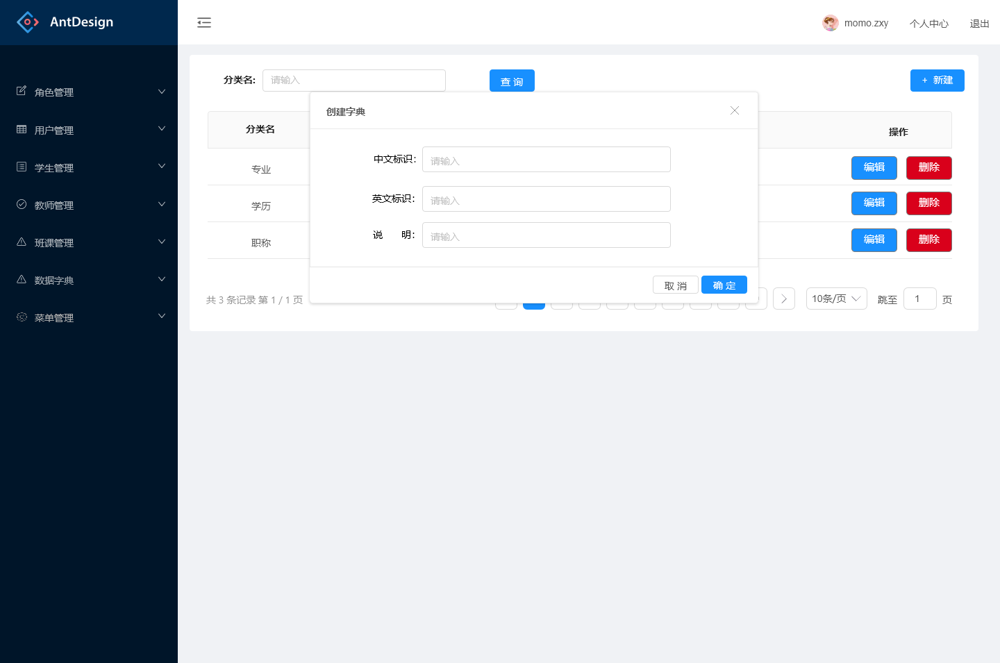 AntDesign
momo.zxy 个人中心 退出
角色管理
用户管理
学生管理
教师管理
班课管理
数据字典
菜单管理
分类名: 请输入 查 询 + 新建
分类名 操作
专业 编辑 删除
学历 编辑 删除
职称 编辑 删除
创建字典
中文标识: 请输入
英文标识: 请输入
说 明: 请输入
取 消 确 定
共 3 条记录 第 1 / 1 页 10条/页 跳至 1 页